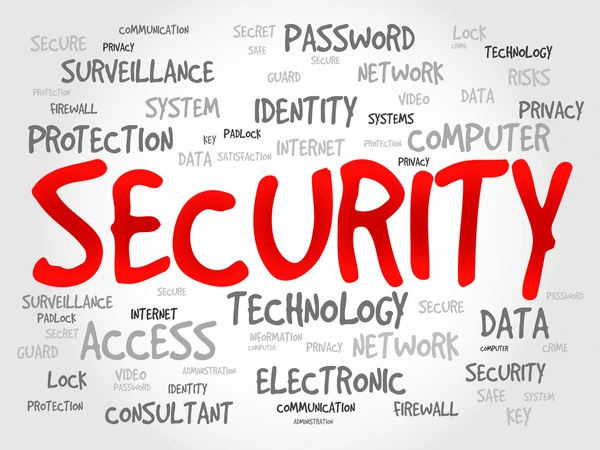 COMMUNICATION SECRET PASSWORD LOCK
SECURE PRIVACY SAFE CRIME TECHNOLOGY
SURVEILLANCE SECURE NETWORK RISKS
GUARD
PROTECTION VIDEO DATA
FIREWALL SYSTEM IDENTITY SYSTEMS PRIVACY
PROTECTION KEY PADLOCK INTERNET PROTECTION COMPUTER
DATA SATISFACTION PRIVACY
SECURITY
SURVEILLANCE SECURE TECHNOLOGY SECURE PASSWORD
PADLOCK INTERNET DATA
SECRET ACCESS INFORMATION NETWORK
GUARD COMPUTER PRIVACY COMPUTER CRIME
LOCK VIDEO ADMINISTRATION ELECTRONIC SECURITY
PASSWORD IDENTITY SAFE SYSTEM
PROTECTION CONSULTANT COMMUNICATION FIREWALL KEY
ADMINISTRATION